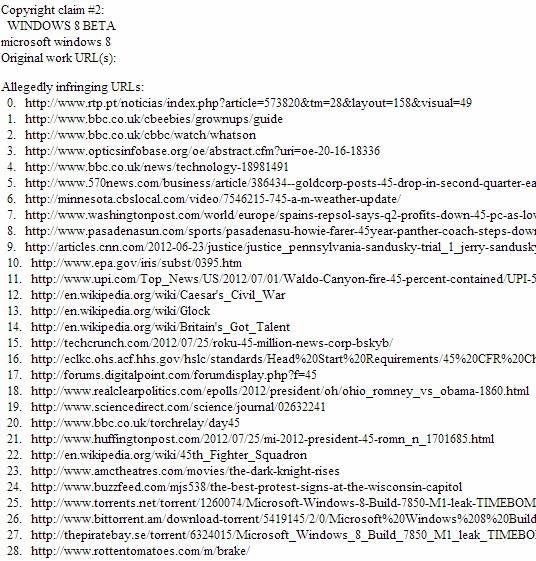 Copyright claim #2:
WINDOWS 8 BETA
microsoft windows 8
Original work URL(s):
Allegedly infringing URLs:
0. http://www.rtp.pt/noticias/index.php?article=573820&tm=28&layout=158&visual=49
1. http://www.bbc.co.uk/cbeebies/grownups/guide
2. http://www.bbc.co.uk/cbbc/watch/whatson
3. http://www.opticsinfobase.org/oe/abstract.cfm?uri=oe-20-16-18336
4. http://www.bbc.co.uk/news/technology-18981491
5. http://www.570news.com/business/article/386434--goldcorp-posts-45-drop-in-second-quarter-ea
6. http://minnesota.cbslocal.com/video/7546215-745-a-m-weather-update/
7. http://www.washingtonpost.com/world/europe/spains-repsol-says-q2-profits-down-45-pc-as-low
8. http://www.pasadenasun.com/sports/pasadenasu-howie-farer-45year-panther-coach-steps-dow
9. http://articles.cnn.com/2012-06-23/justice/justice_pennsylvania-sandusky-trial_1_jerry-sandusky
10. http://www.epa.gov/iris/subst/0395.htm
11. http://www.upi.com/Top_News/US/2012/07/01/Waldo-Canyon-fire-45-percent-contained/UPI-5
12. http://en.wikipedia.org/wiki/Caesar's_Civil_War
13. http://en.wikipedia.org/wiki/Glock
14. http://en.wikipedia.org/wiki/Britain's_Got_Talent
15. http://techcrunch.com/2012/07/25/roku-45-million-news-corp-bskyb/
16. http://eclkc.ohs.acf.hhs.gov/hslc/standards/Head%20Start%20Requirements/45%20CFR%20Ch
17. http://forums.digitalpoint.com/forumdisplay.php?f=45
18. http://www.realclearpolitics.com/epolls/2012/president/oh/ohio_romney_vs_obama-1860.html
19. http://www.sciencedirect.com/science/journal/02632241
20. http://www.bbc.co.uk/torchrelay/day45
21. http://www.huffingtonpost.com/2012/07/25/mi-2012-president-45-romn_n_1701685.html
22. http://en.wikipedia.org/wiki/45th_Fighter_Squadron
23. http://www.amctheatres.com/movies/the-dark-knight-rises
24. http://www.buzzfeed.com/mjs538/the-best-protest-signs-at-the-wisconsin-capitol
25. http://www.torrents.net/torrent/1260074/Microsoft-Windows-8-Build-7850-M1-leak-TIMEBOM
26. http://www.bittorrent.am/download-torrent/5419145/2/0/Microsoft%20Windows%208%20Build
27. http://thepiratebay.se/torrent/6324015/Microsoft_Windows_8_Build_7850_M1_leak_TIMEBO
28. http://www.rottentomatoes.com/m/brake/